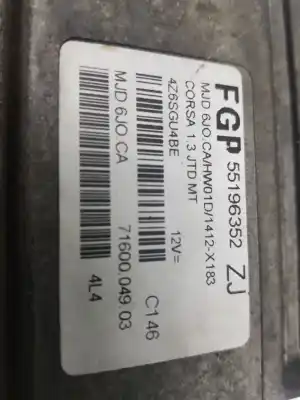 FGP 55196352 ZJ
MJD 6JO.CA/HW01D/1412-X183
CORSA 1.3 JTD MT
4Z6SGU4BE 12V=
C146
MJD 6JO.CA 71600.049.03
4L4